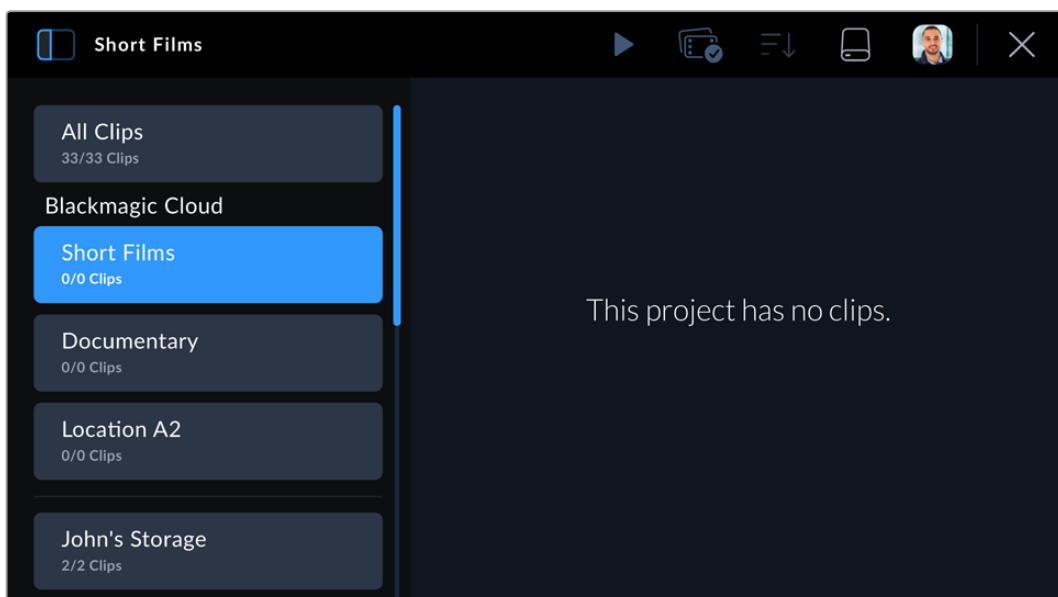 Short Films
All Clips
33/33 Clips
Blackmagic Cloud
Short Films
0/0 Clips
Documentary
0/0 Clips
Location A2
0/0 Clips
John's Storage
2/2 Clips
This project has no clips.